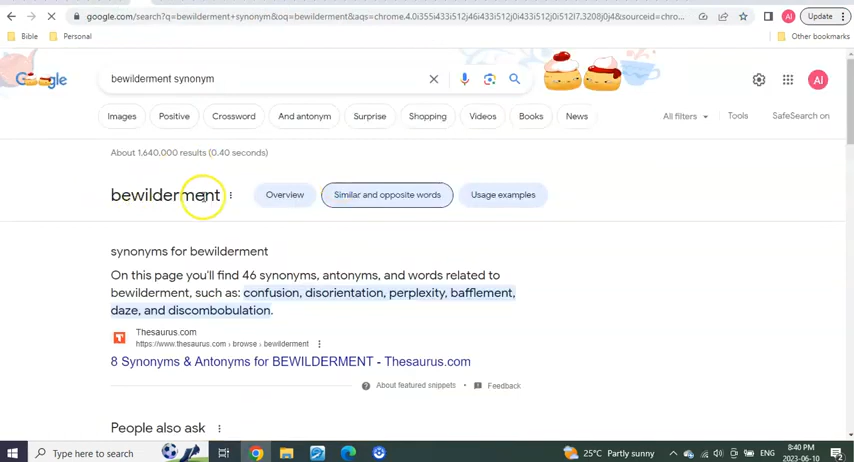 google.com/search?q=bewilderment+synonym&oq=bewilderment&aqs=chrome.4.0i355i433i512j46i433i512j0i433i512j0i512l7.3208j0j4&sourceid=chro...
AI
Update
Bible
Personal
Other bookmarks
Google
bewilderment synonym
AI
Images
Positive
Crossword
And antonym
Surprise
Shopping
Videos
Books
News
All filters
Tools
SafeSearch on
About 1,640,000 results (0.40 seconds)
bewilderment
Overview
Similar and opposite words
Usage examples
synonyms for bewilderment
On this page you'll find 46 synonyms, antonyms, and words related to
bewilderment, such as: confusion, disorientation, perplexity, bafflement,
daze, and discombobulation.
Thesaurus.com
https://www.thesaurus.com › browse › bewilderment
8 Synonyms & Antonyms for BEWILDERMENT - Thesaurus.com
About featured snippets
•
Feedback
People also ask
Type here to search
25°C Partly sunny
ENG
8:40 PM
2023-06-10
2